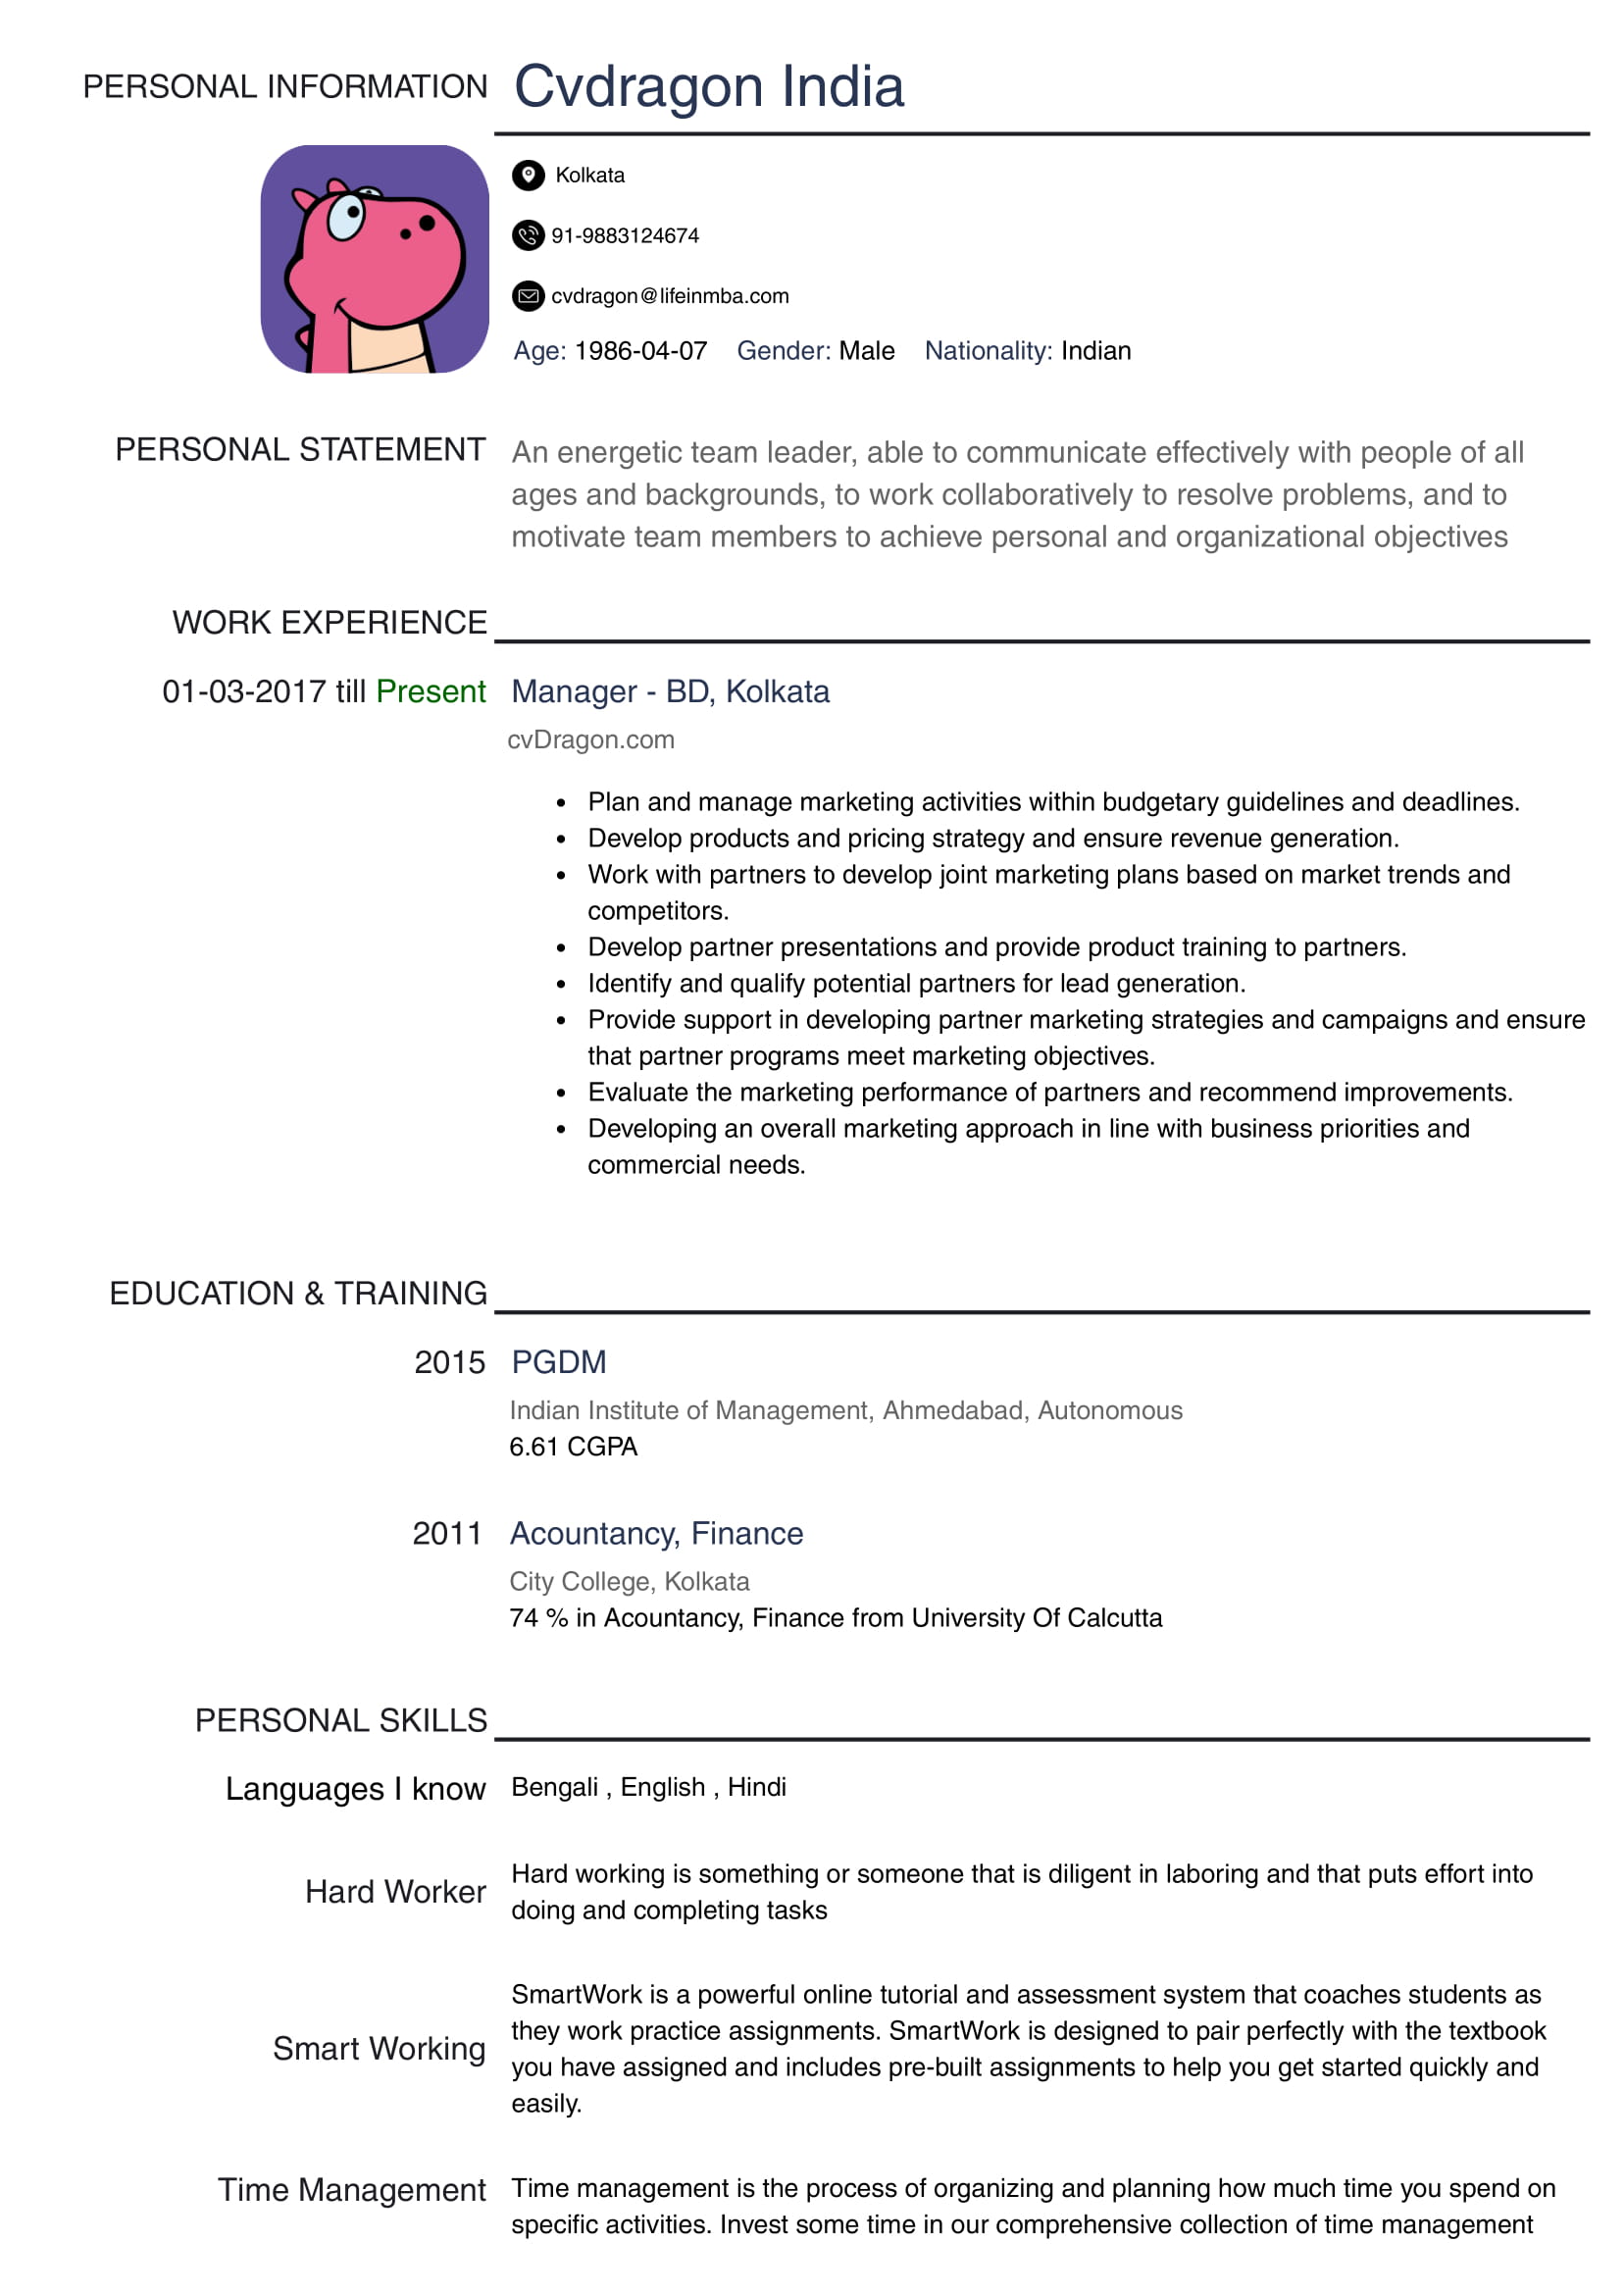 PERSONAL INFORMATION Cvdragon India
Kolkata
91-9883124674
cvdragon@lifeinmba.com
Age: 1986-04-07 Gender: Male Nationality: Indian
PERSONAL STATEMENT An energetic team leader, able to communicate effectively with people of all
ages and backgrounds, to work collaboratively to resolve problems, and to
motivate team members to achieve personal and organizational objectives
WORK EXPERIENCE
01-03-2017 till Present Manager - BD, Kolkata
cvDragon.com
• Plan and manage marketing activities within budgetary guidelines and deadlines.
• Develop products and pricing strategy and ensure revenue generation.
• Work with partners to develop joint marketing plans based on market trends and
competitors.
• Develop partner presentations and provide product training to partners.
• Identify and qualify potential partners for lead generation.
• Provide support in developing partner marketing strategies and campaigns and ensure
that partner programs meet marketing objectives.
• Evaluate the marketing performance of partners and recommend improvements.
• Developing an overall marketing approach in line with business priorities and
commercial needs.
EDUCATION & TRAINING
2015 PGDM
Indian Institute of Management, Ahmedabad, Autonomous
6.61 CGPA
2011 Acountancy, Finance
City College, Kolkata
74 % in Acountancy, Finance from University Of Calcutta
PERSONAL SKILLS
Languages I know Bengali , English , Hindi
Hard Worker
Hard working is something or someone that is diligent in laboring and that puts effort into
doing and completing tasks
Smart Working
SmartWork is a powerful online tutorial and assessment system that coaches students as
they work practice assignments. SmartWork is designed to pair perfectly with the textbook
you have assigned and includes pre-built assignments to help you get started quickly and
easily.
Time Management Time management is the process of organizing and planning how much time you spend on
specific activities. Invest some time in our comprehensive collection of time management